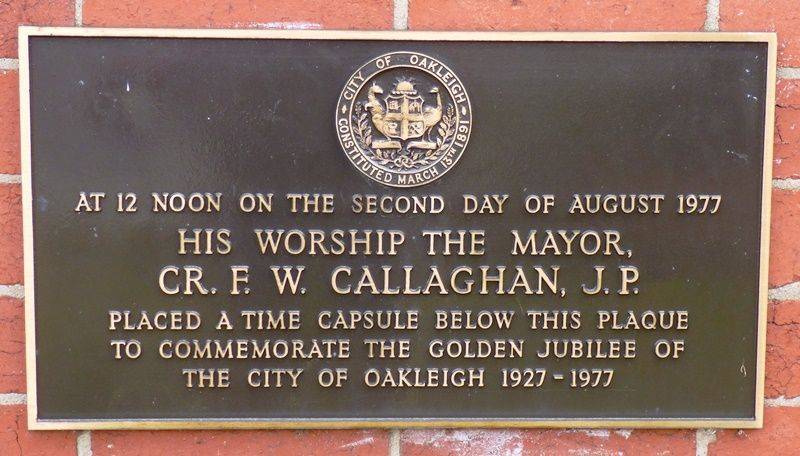 CITY OF OAKLEIGH
CONSTITUTED MARCH 13TH 1891
AT 12 NOON ON THE SECOND DAY OF AUGUST 1977
HIS WORSHIP THE MAYOR,
CR. F. W. CALLAGHAN, J. P.
PLACED A TIME CAPSULE BELOW THIS PLAQUE
TO COMMEMORATE THE GOLDEN JUBILEE OF
THE CITY OF OAKLEIGH 1927 - 1977